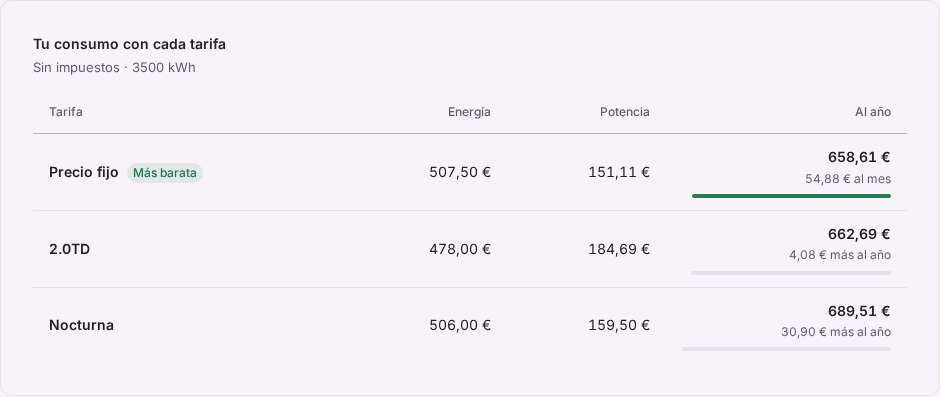 Tu consumo con cada tarifa
Sin impuestos · 3500 kWh
Tarifa Energía Potencia Al año
Precio fijo Más barata 507,50 € 151,11 € 658,61 €
54,88 € al mes
2.0TD 478,00 € 184,69 € 662,69 €
4,08 € más al año
Nocturna 506,00 € 159,50 € 689,51 €
30,90 € más al año